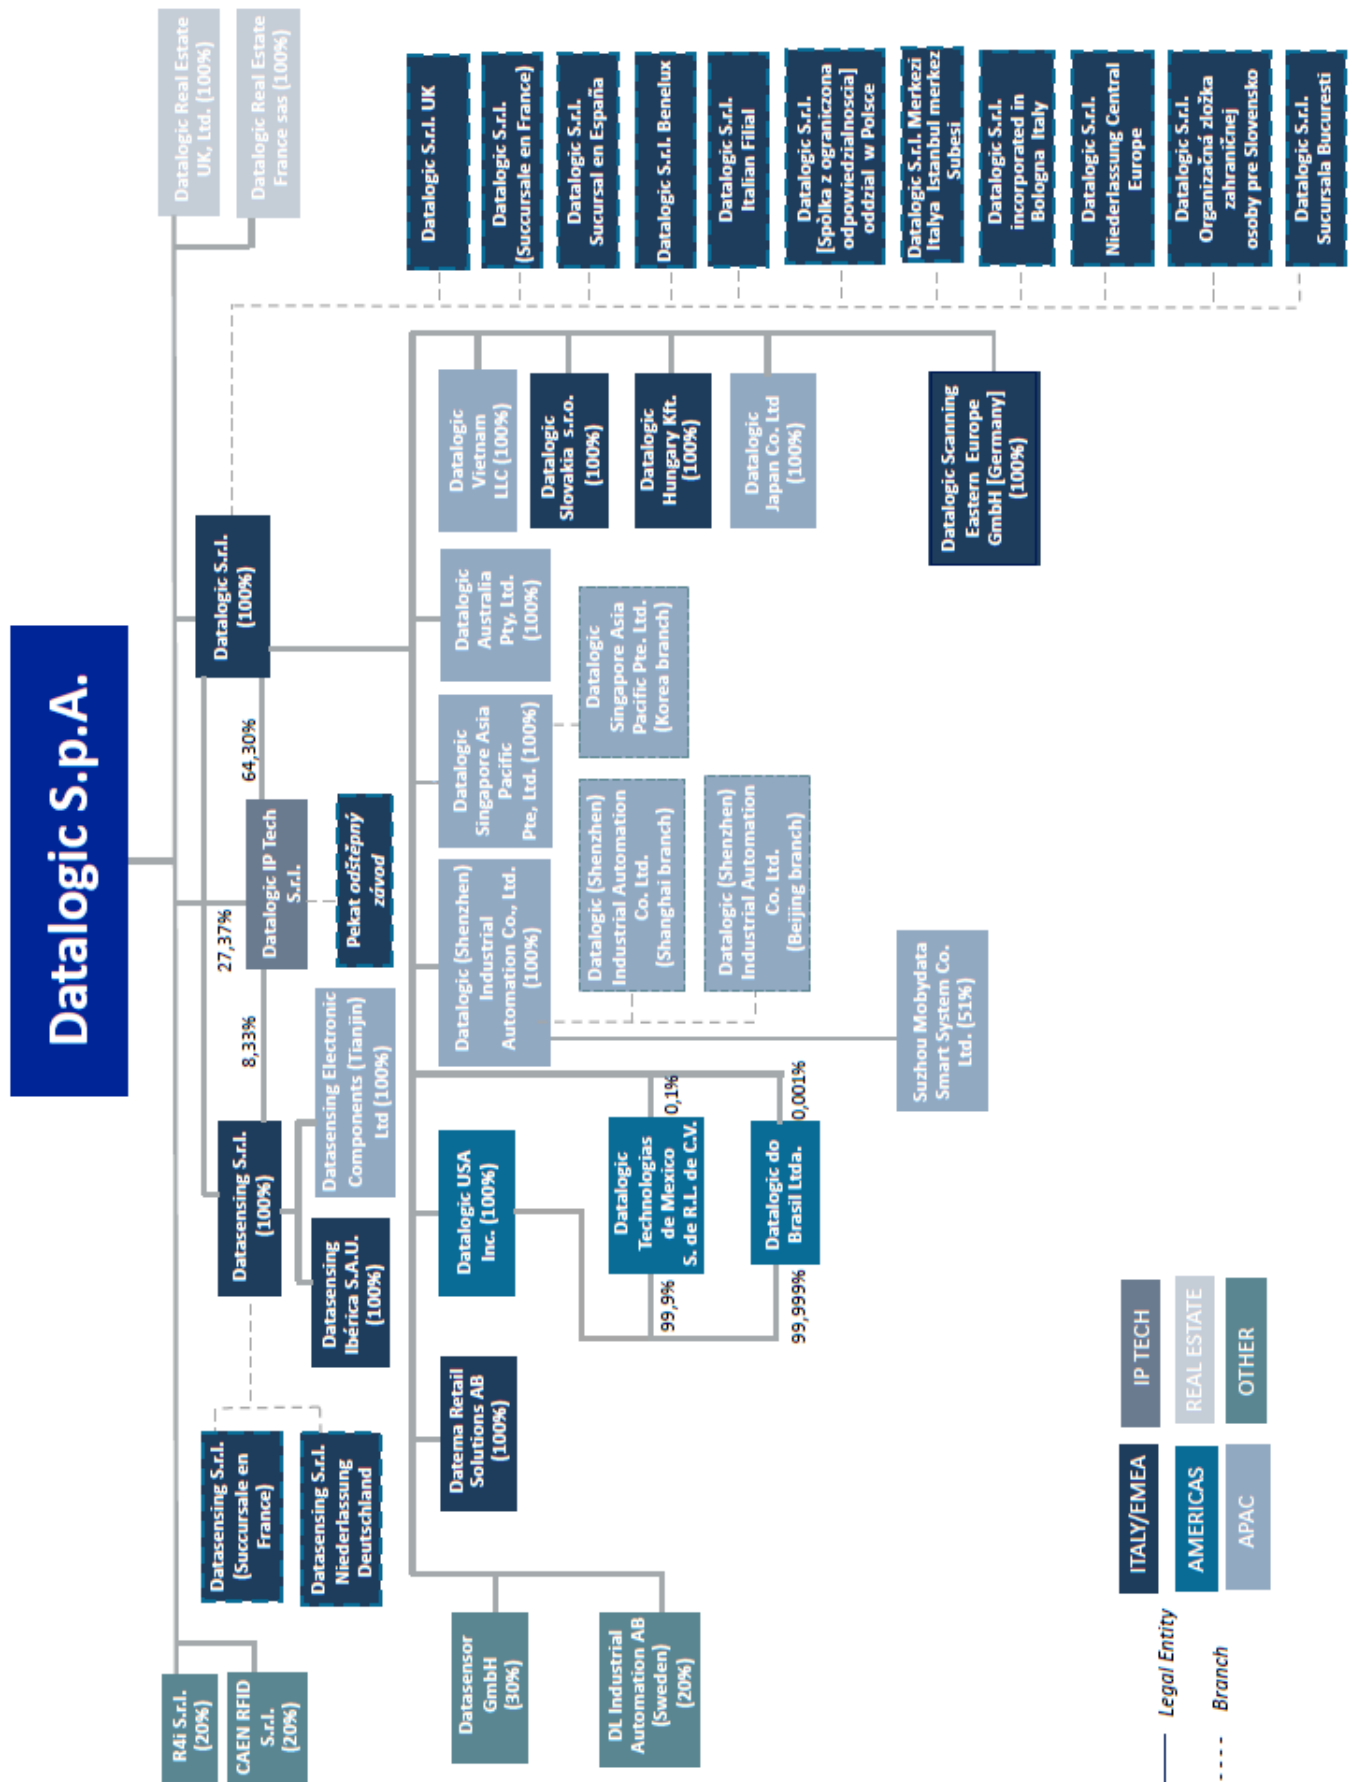 Datalogic S.p.A.
R4i S.r.l.
(20%)
CAEN RFID
S.r.l.
(20%)
Datalogic Real Estate
UK, Ltd. (100%)
Datalogic Real Estate
France sas (100%)
Datasensing S.r.l.
(Succursale en
France)
Datasensing S.r.l.
Niederlassung
Deutschland
Datasensing S.r.l.
(100%)
8,33%
27,37%
Datalogic IP Tech
S.r.l.
64,30%
Datalogic S.r.l.
(100%)
Datasensing
Ibérica S.A.U.
(100%)
Datasensing Electronic
Components (Tianjin)
Ltd (100%)
Pekat odštěpný
závod
Datasensor
GmbH
(30%)
DL Industrial
Automation AB
(Sweden)
(20%)
Datema Retail
Solutions AB
(100%)
Datalogic USA
Inc. (100%)
99,9%
Datalogic
Technologias
de Mexico
S. de R.L. de C.V.
0,1%
99,999%
Datalogic do
Brasil Ltda.
0,001%
Datalogic (Shenzhen)
Industrial
Automation Co., Ltd.
(100%)
Datalogic (Shenzhen)
Industrial Automation
Co. Ltd.
(Shanghai branch)
Datalogic (Shenzhen)
Industrial Automation
Co. Ltd.
(Beijing branch)
Suzhou Mobydata
Smart System Co.
Ltd. (51%)
Datalogic
Singapore Asia
Pacific
Pte, Ltd. (100%)
Datalogic
Singapore Asia
Pacific Pte. Ltd.
(Korea branch)
Datalogic
Australia
Pty, Ltd.
(100%)
Datalogic
Vietnam
LLC (100%)
Datalogic
Slovakia s.r.o.
(100%)
Datalogic
Hungary Kft.
(100%)
Datalogic
Japan Co. Ltd
(100%)
Datalogic Scanning
Eastern Europe
GmbH [Germany]
(100%)
Datalogic S.r.l. UK
Datalogic S.r.l.
(Succursale en France)
Datalogic S.r.l.
Sucursal en España
Datalogic S.r.l. Benelux
Datalogic S.r.l.
Italian Filial
Datalogic S.r.l.
[Spòlka z ograniczona
odpowiedzialnoscia]
oddzial w Polsce
Datalogic S.r.l. Merkezi
Italya Istanbul merkez
Subesi
Datalogic S.r.l.
incorporated in
Bologna Italy
Datalogic S.r.l.
Niederlassung Central
Europe
Datalogic S.r.l.
Organizačná zložka
zahraničnej
osoby pre Slovensko
Datalogic S.r.l.
Sucursala Bucuresti
Legal Entity
Branch
ITALY/EMEA
IP TECH
AMERICAS
REAL ESTATE
APAC
OTHER